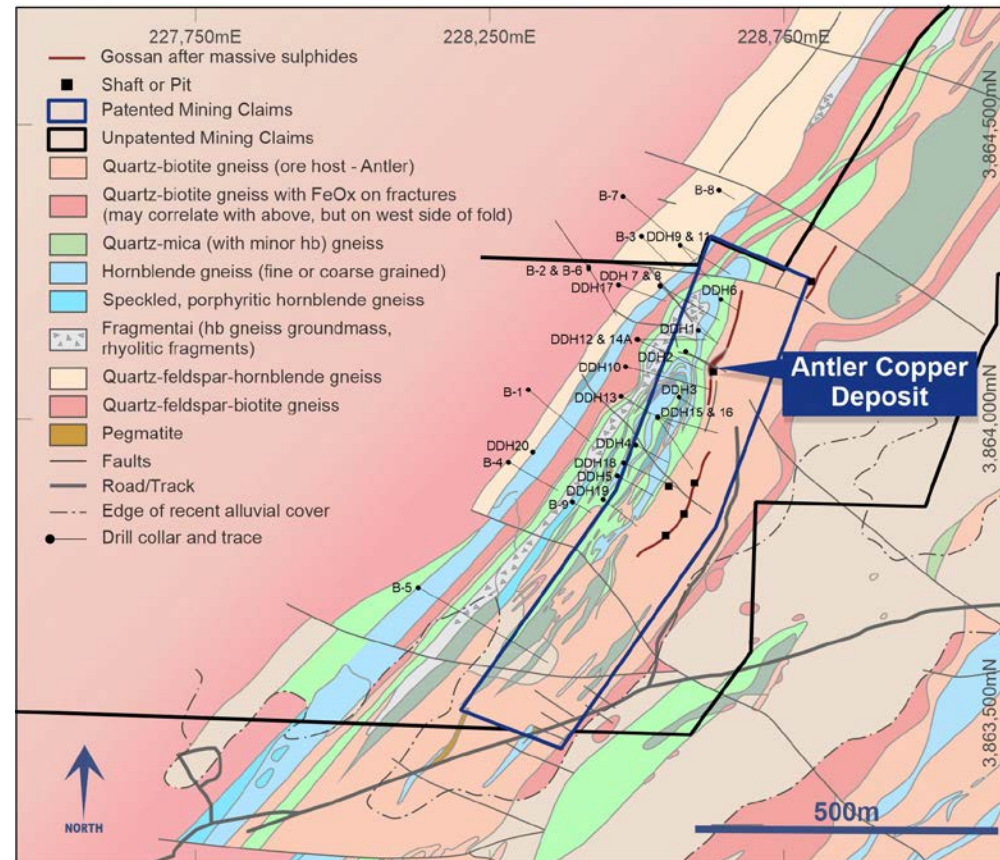 227,750mE
228,250mE
228,750mE
Gossan after massive sulphides
Shaft or Pit
Patented Mining Claims
Unpatented Mining Claims
Quartz-biotite gneiss (ore host - Antler)
Quartz-biotite gneiss with FeOx on fractures
(may correlate with above, but on west side of fold)
Quartz-mica (with minor hb) gneiss
Hornblende gneiss (fine or coarse grained)
Speckled, porphyritic hornblende gneiss
Fragmentai (hb gneiss groundmass,
rhyolitic fragments)
Quartz-feldspar-hornblende gneiss
Quartz-feldspar-biotite gneiss
Pegmatite
Faults
Road/Track
Edge of recent alluvial cover
Drill collar and trace
3,864,500mN
3,864,000mN
3,863,500mN
B-7
B-8
B-3
DDH9 & 11
B-2 & B-6
DDH 7 & 8
DDH17
DDH6
DDH1
DDH12 & 14A
DDH2
DDH10
B-1
DDH3
DDH13
DDH15 & 16
DDH20
DDH4
B-4
DDH18
DDH5
DDH19
B-9
B-5
Antler Copper
Deposit
NORTH
500m